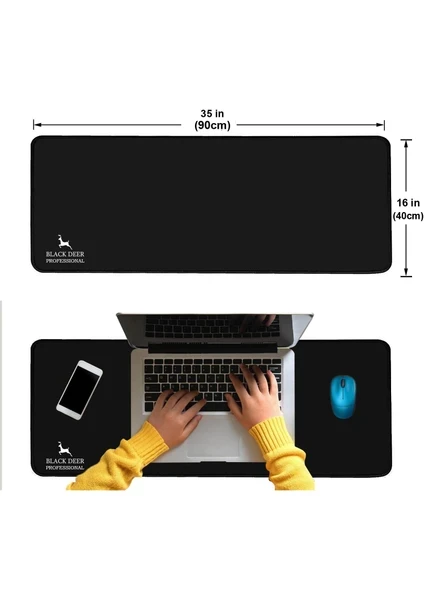 35 in
(90cm)
16 in
(40cm)
BLACK DEER
PROFESSIONAL
BLACK DEER
PROFESSIONAL